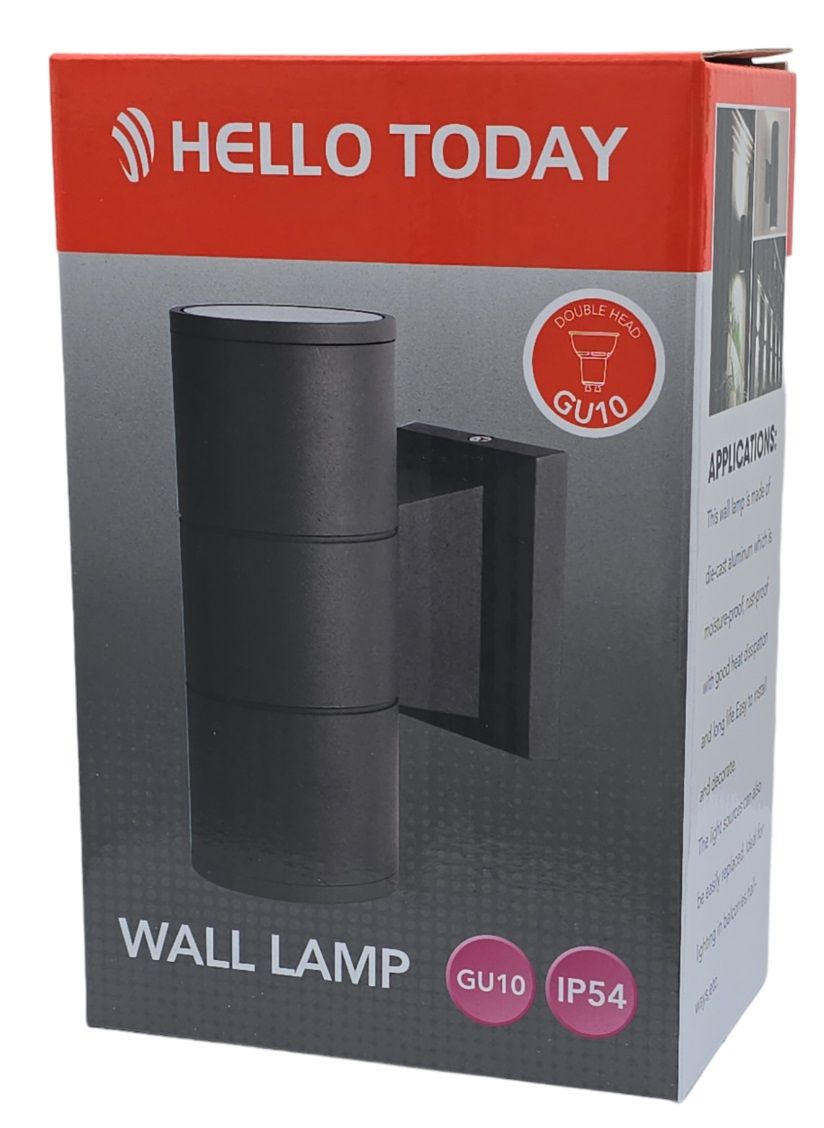 HELLO TODAY
DOUBLE HEAD
GU10
WALL LAMP
GU10
IP54
APPLICATIONS:
This wall lamp is made of
die-cast aluminum which is
moisture-proof, rust-proof
with good heat dissipation
and long life.Easy to install
and decorate.
The light sources can also
be easily replaced. Ideal for
lighting in balconies,hall-
ways,etc.